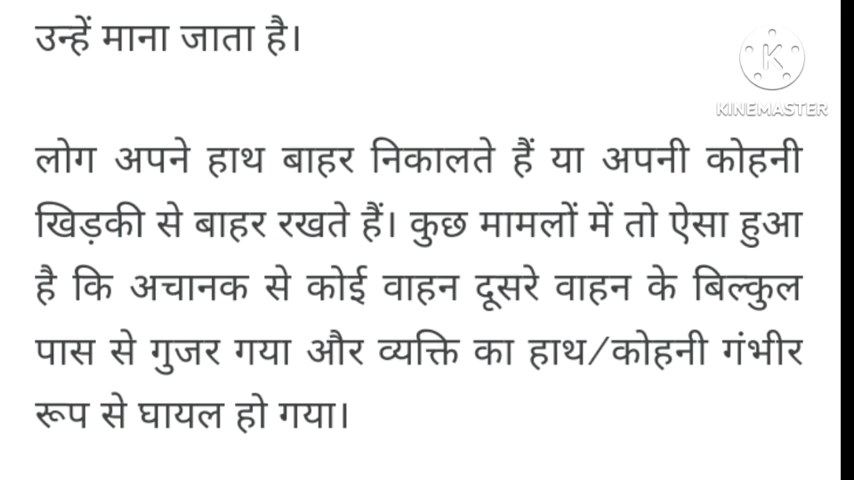 उन्हें माना जाता है।
KINEMASTER
लोग अपने हाथ बाहर निकालते हैं या अपनी कोहनी
खिड़की से बाहर रखते हैं। कुछ मामलों में तो ऐसा हुआ
है कि अचानक से कोई वाहन दूसरे वाहन के बिल्कुल
पास से गुजर गया और व्यक्ति का हाथ/कोहनी गंभीर
रूप से घायल हो गया।